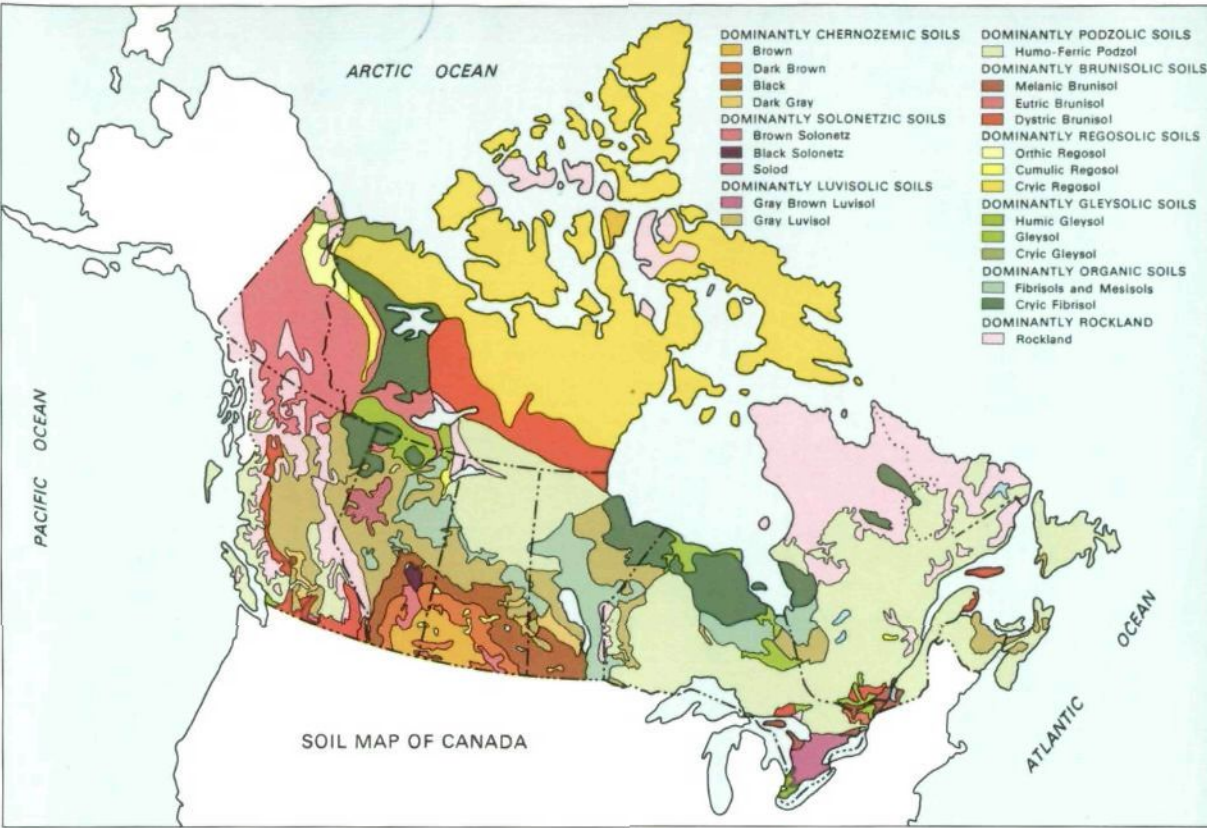 ARCTIC OCEAN
DOMINANTLY CHERNOZEMIC SOILS
Brown
Dark Brown
Black
Dark Gray
DOMINANTLY SOLONETZIC SOILS
Brown Solonetz
Black Solonetz
Solod
DOMINANTLY LUVISOLIC SOILS
Gray Brown Luvisol
Gray Luvisol
DOMINANTLY PODZOLIC SOILS
Humo-Ferric Podzol
DOMINANTLY BRUNISOLIC SOILS
Melanic Brunisol
Eutric Brunisol
Dystric Brunisol
DOMINANTLY REGOSOLIC SOILS
Orthic Regosol
Cumulic Regosol
Cryic Regosol
DOMINANTLY GLEYSOLIC SOILS
Humic Gleysol
Gleysol
Cryic Gleysol
DOMINANTLY ORGANIC SOILS
Fibrisols and Mesisols
Cryic Fibrisol
DOMINANTLY ROCKLAND
Rockland
PACIFIC OCEAN
ATLANTIC OCEAN
SOIL MAP OF CANADA